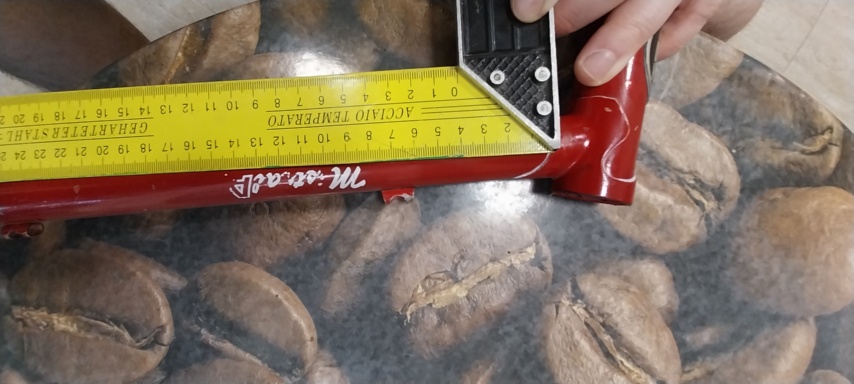 0 1 2 3 4 5 6 7 8 9 10 11 12 13 14 15 16 17 18 19 20
ACCIAIO TEMPERATO
GEHÄRTETER STAHL
2 3 4 5 6 7 8 9 10 11 12 13 14 15 16 17 18 19 20 21 22 23 24
Mistral